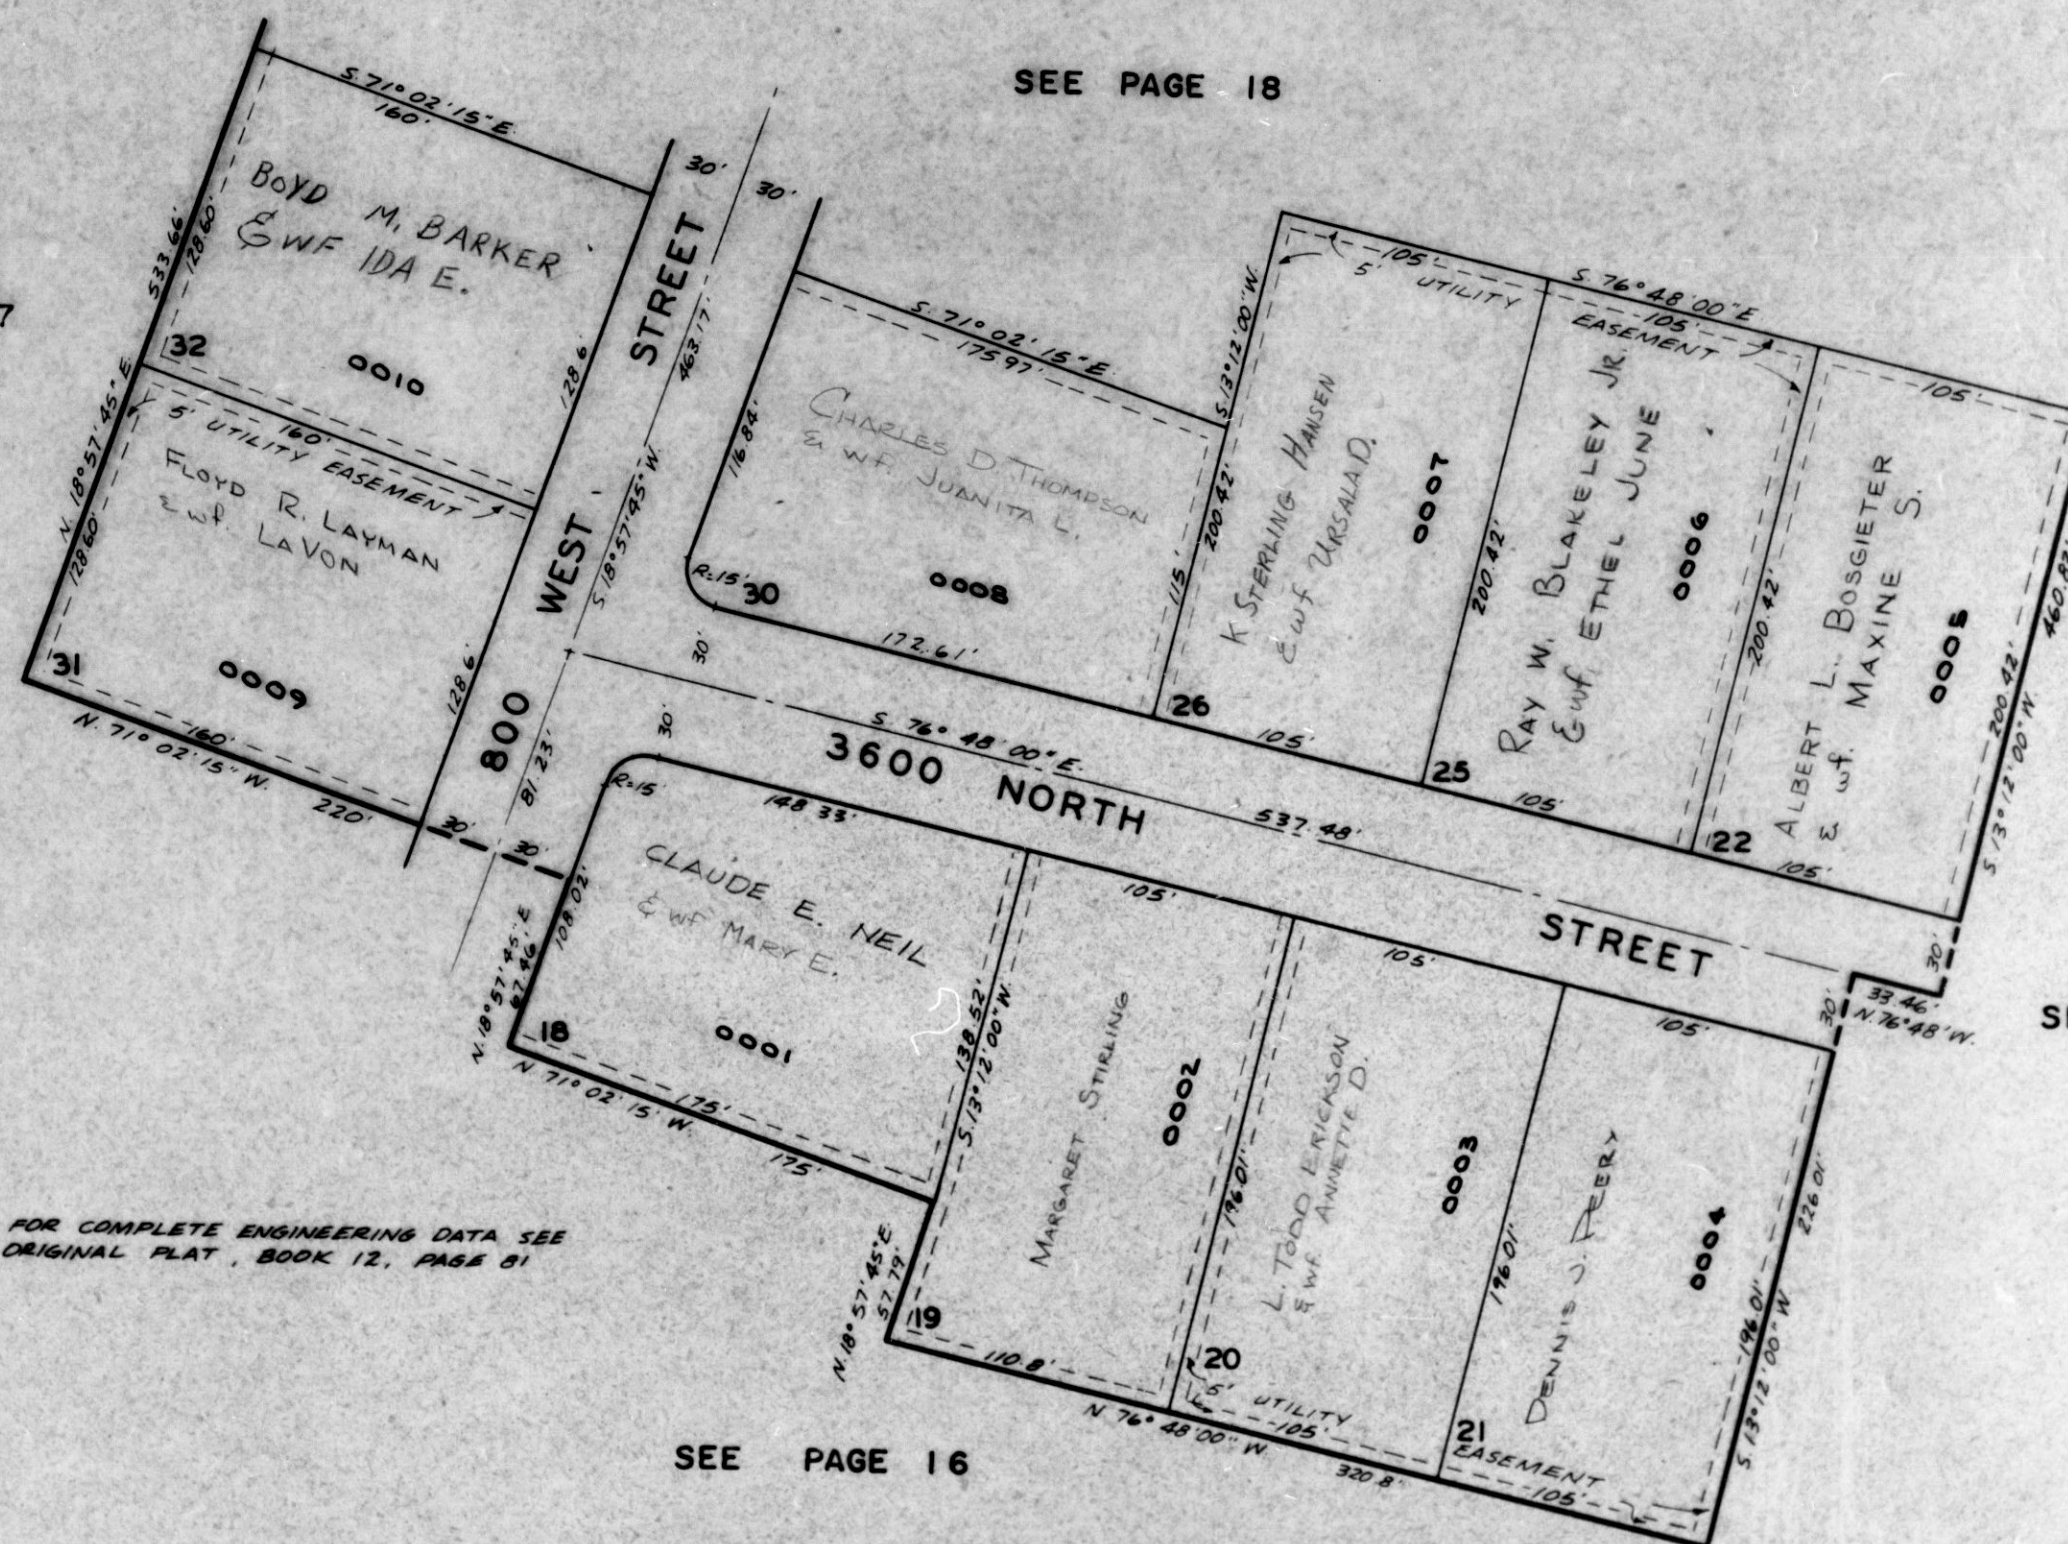 SEE PAGE 18
S. 71° 02' 15" E.
160'
BOYD M. BARKER
& WF IDA E.
533.66'
128.60'
32
0010
128.6'
30'
30'
STREET
463.17'
7
N. 18° 57' 45" E.
5' UTILITY EASEMENT
160'
FLOYD R. LAYMAN
& wf. LAVON
128.60'
31
0009
128.6'
160'
N. 71° 02' 15" W.
220'
WEST
S. 18° 57' 45" W.
800
81.23'
30'
30'
S. 71° 02' 15" E.
175.97'
116.84'
CHARLES D. THOMPSON
& wf. JUANITA L.
R=15'
30
0008
115'
172.61'
30'
30'
S. 13° 12' 00" W.
200.42'
105'
5' UTILITY
K STERLING HANSEN
& wf URSALA D.
0007
26
105'
S. 76° 48' 00" E
105'
EASEMENT
200.42'
RAY W. BLAKELEY JR.
& wf. ETHEL JUNE
0006
25
105'
200.42'
105'
ALBERT L. BOSGIETER
& wf. MAXINE S.
0005
22
105'
200.42'
S. 13° 12' 00" W
S. 76° 48' 00" E.
3600 NORTH
537.48'
STREET
30'
33.46'
N. 76° 48' W.
30'
R=15
148.33'
CLAUDE E. NEIL
& WF MARY E.
108.02'
N. 18° 57' 45" E
67.46'
18
0001
175'
N 71° 02' 15" W
175'
138.52'
S. 13° 12' 00" W.
105'
MARGARET STIRLING
0002
N. 18° 57' 45" E.
57.79'
19
110.8'
196.01'
105'
L. TODD ERICKSON
& wf ANNETTE D.
0003
20
5' UTILITY
105'
N 76° 48' 00" W
320.8'
196.01'
105'
DENNIS J. PEERY
0004
21
EASEMENT
105'
196.01'
226.01'
S. 13° 12' 00" W
FOR COMPLETE ENGINEERING DATA SEE
ORIGINAL PLAT, BOOK 12, PAGE 81
SEE PAGE 16